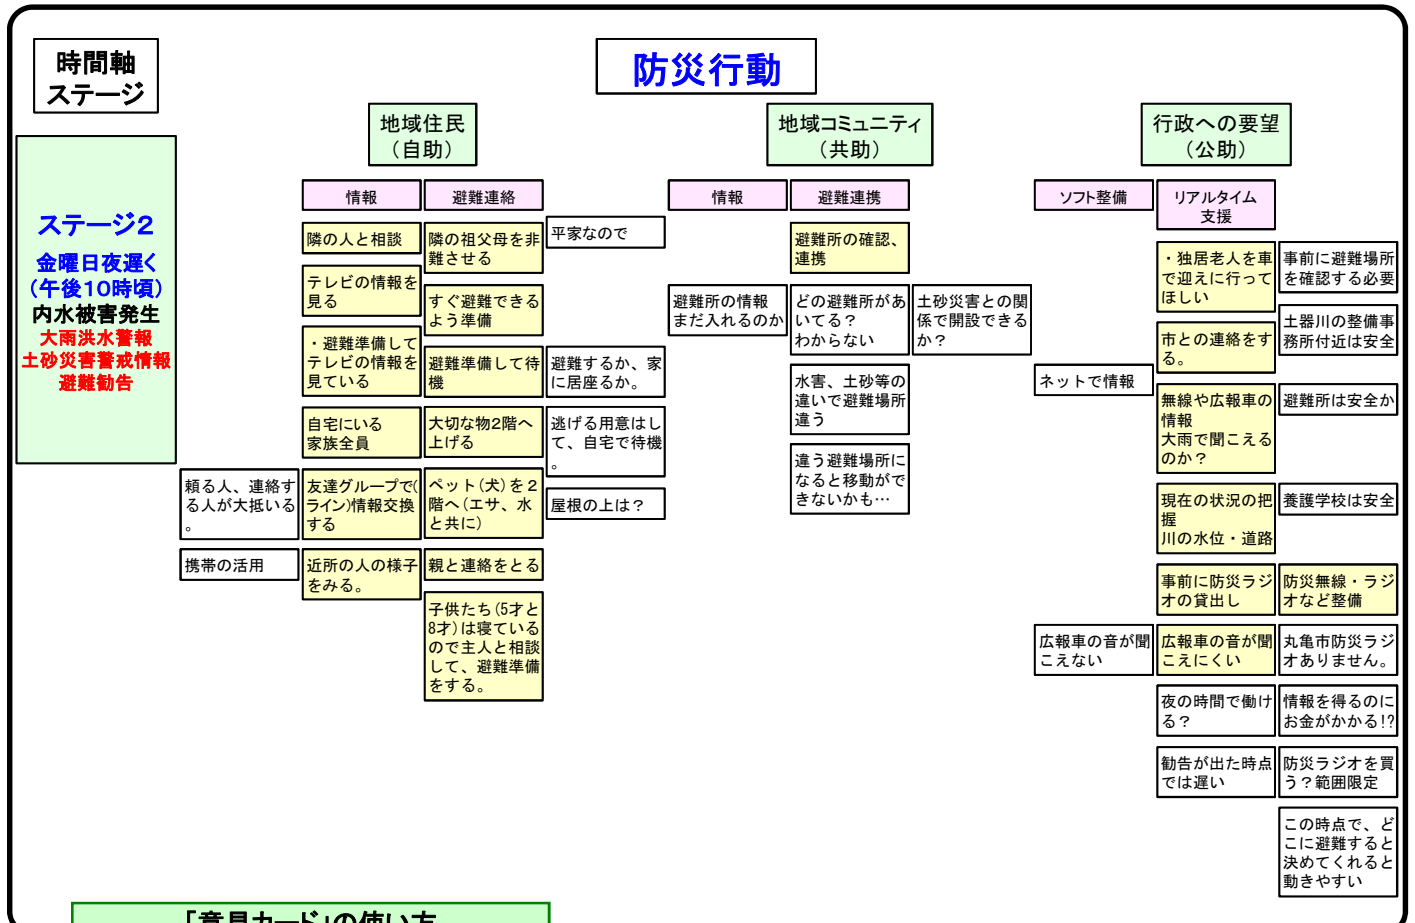 時間軸
ステージ
防災行動
地域住民
（自助）
地域コミュニティ
（共助）
行政への要望
（公助）
ステージ２
金曜日夜遅く
（午後１０時頃）
内水被害発生
大雨洪水警報
土砂災害警戒情報
避難勧告
情報
避難連絡
情報
避難連携
ソフト整備
リアルタイム
支援
隣の人と相談
テレビの情報を
見る
・避難準備して
テレビの情報を
見ている
自宅にいる
家族全員
頼る人、連絡す
る人が大抵いる
。
友達グループで(
ライン)情報交換
する
携帯の活用
近所の人の様子
をみる。
隣の祖父母を非
難させる
平家なので
すぐ避難できる
よう準備
避難準備して待
機
避難するか、家
に居座るか。
大切な物2階へ
上げる
逃げる用意はし
て、自宅で待機
。
ペット（犬）を２
階へ（エサ、水
と共に）
屋根の上は？
親と連絡をとる
子供たち（5才と
8才）は寝ている
ので主人と相談
して、避難準備
をする。
避難所の確認、
連携
避難所の情報
まだ入れるのか
どの避難所があ
いてる？
わからない
土砂災害との関
係で開設できる
か？
水害、土砂等の
違いで避難場所
違う
違う避難場所に
なると移動がで
きないかも…
・独居老人を車
で迎えに行って
ほしい
事前に避難場所
を確認する必要
市との連絡をす
る。
土器川の整備事
務所付近は安全
ネットで情報
無線や広報車の
情報
大雨で聞こえる
のか？
避難所は安全か
現在の状況の把
握
川の水位・道路
養護学校は安全
事前に防災ラジ
オの貸出し
防災無線・ラジ
オなど整備
広報車の音が聞
こえない
広報車の音が聞
こえにくい
丸亀市防災ラジ
オありません。
夜の時間で働け
る？
情報を得るのに
お金がかかる!?
勧告が出た時点
では遅い
防災ラジオを買
う？範囲限定
この時点で、ど
こに避難すると
決めてくれると
動きやすい
「意見カード」の使い方